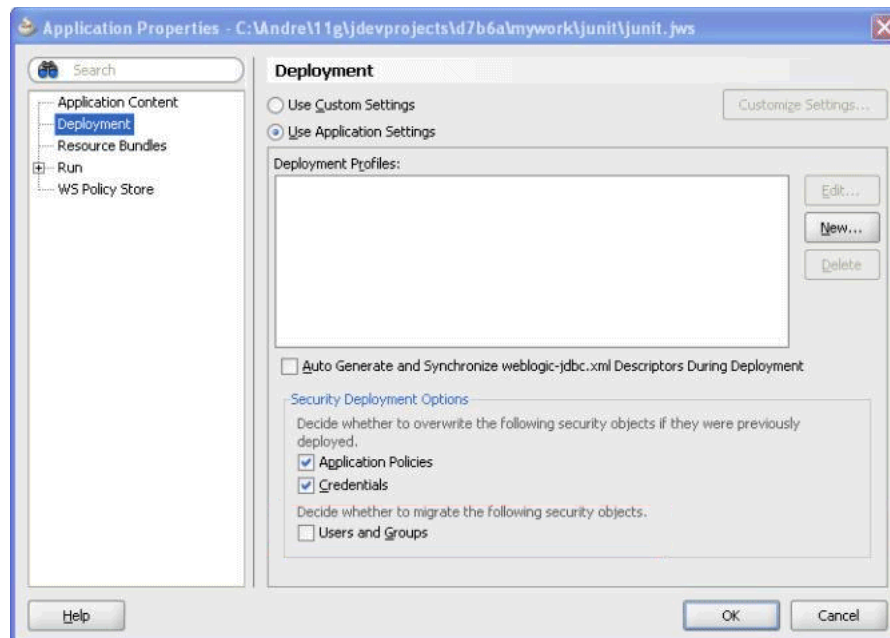 Application Properties - C:\Andre\11g\jdevprojects\d7b6a\mywork\junit\junit.jws
Search
Application Content
Deployment
Resource Bundles
Run
WS Policy Store
Deployment
Use Custom Settings
Customize Settings...
Use Application Settings
Deployment Profiles:
Edit...
New...
Delete
Auto Generate and Synchronize weblogic-jdbc.xml Descriptors During Deployment
Security Deployment Options
Decide whether to overwrite the following security objects if they were previously
deployed.
Application Policies
Credentials
Decide whether to migrate the following security objects.
Users and Groups
Help
OK
Cancel